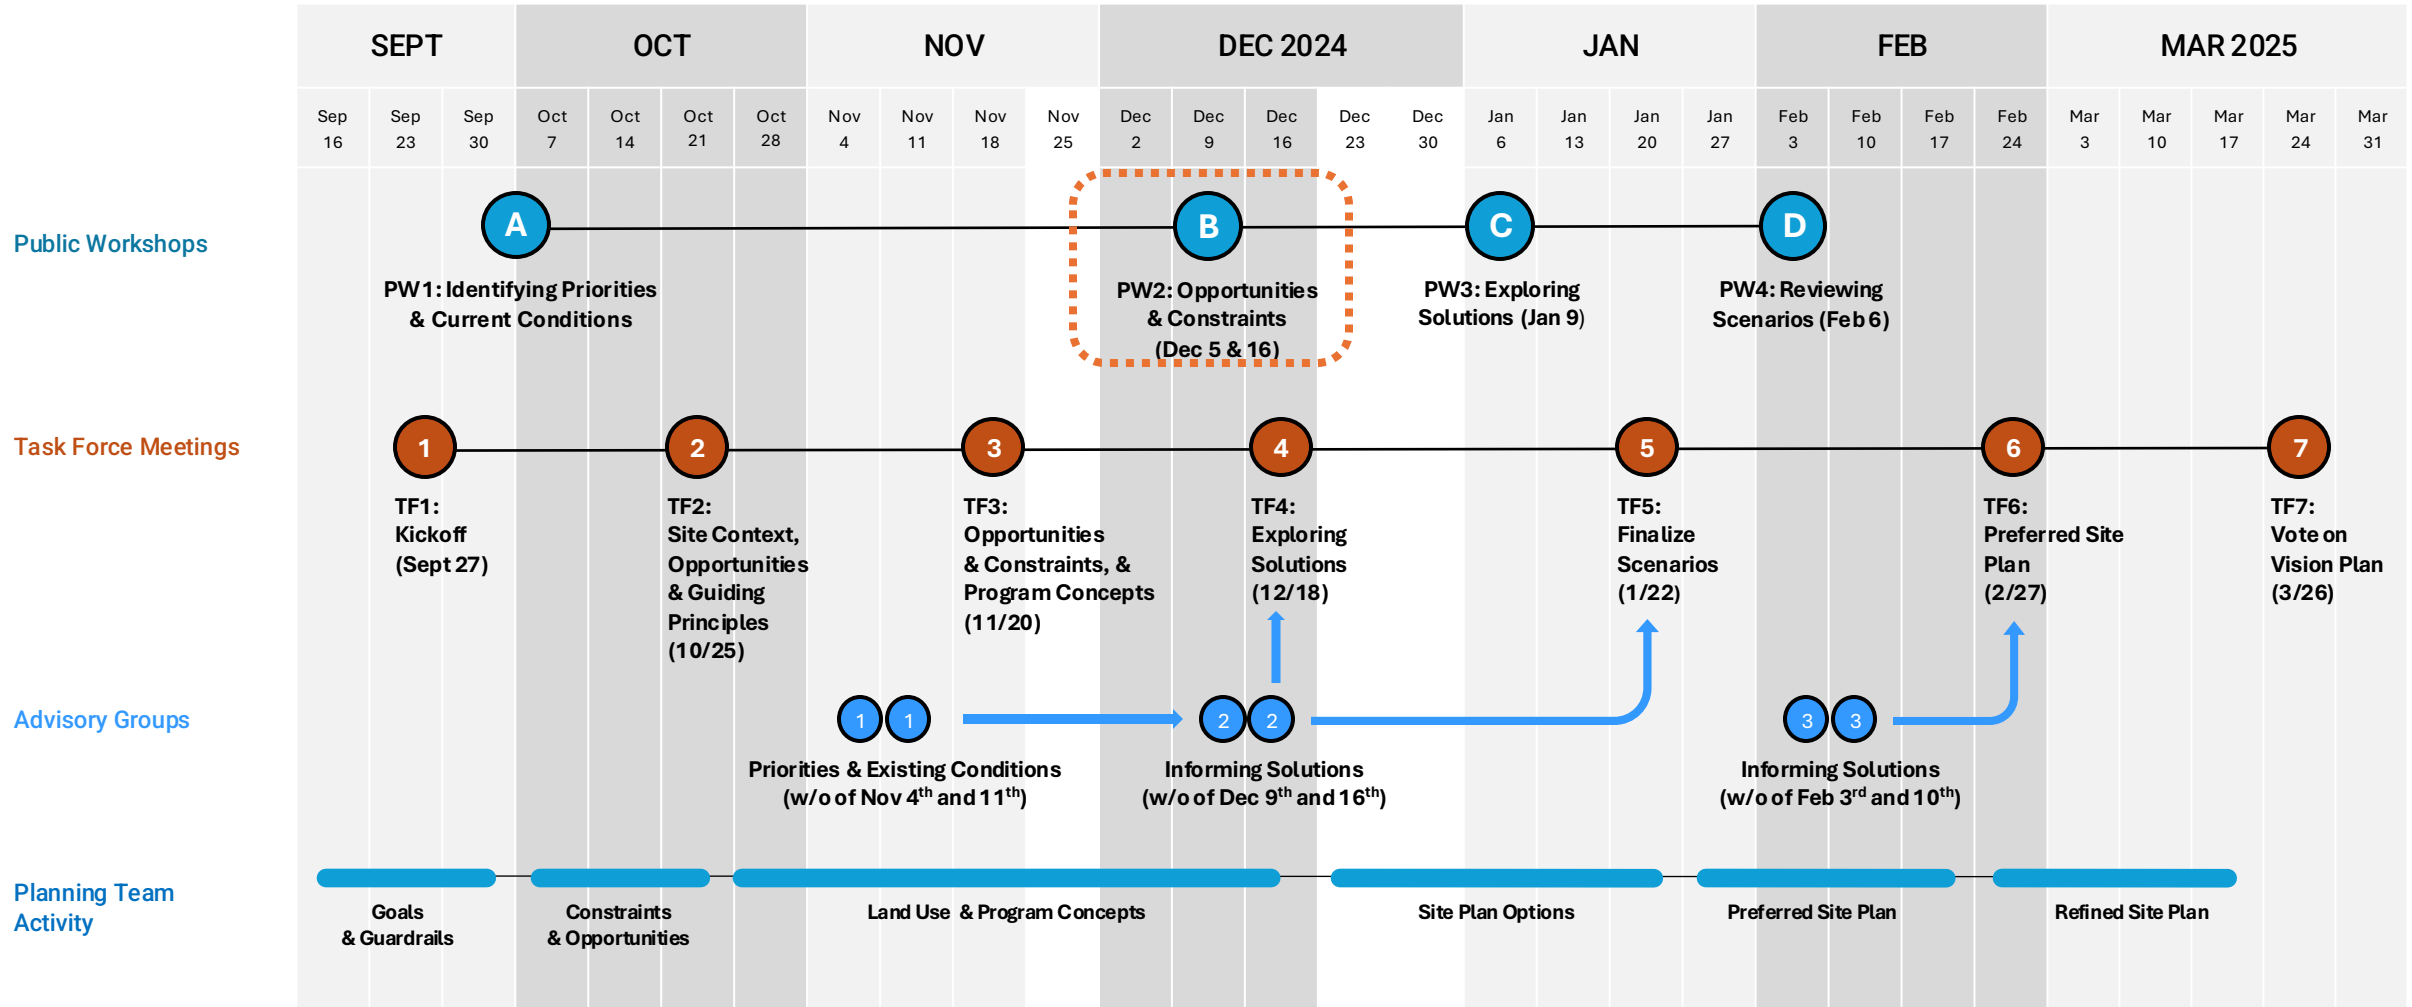 SEPT OCT NOV DEC 2024 JAN FEB MAR 2025
Sep Sep Sep Oct Oct Oct Oct Nov Nov Nov Nov Dec Dec Dec Dec Dec Jan Jan Jan Jan Feb Feb Feb Feb Mar Mar Mar Mar Mar
16 23 30 7 14 21 28 4 11 18 25 2 9 16 23 30 6 13 20 27 3 10 17 24 3 10 17 24 31
Public Workshops
A
PW1: Identifying Priorities
& Current Conditions
B
PW2: Opportunities
& Constraints
(Dec 5 & 16)
C
PW3: Exploring
Solutions (Jan 9)
D
PW4: Reviewing
Scenarios (Feb 6)
Task Force Meetings
1
TF1:
Kickoff
(Sept 27)
2
TF2:
Site Context,
Opportunities
& Guiding
Principles
(10/25)
3
TF3:
Opportunities
& Constraints, &
Program Concepts
(11/20)
4
TF4:
Exploring
Solutions
(12/18)
5
TF5:
Finalize
Scenarios
(1/22)
6
TF6:
Preferred Site
Plan
(2/27)
7
TF7:
Vote on
Vision Plan
(3/26)
Advisory Groups
1 1
Priorities & Existing Conditions
(w/o of Nov 4th and 11th)
2 2
Informing Solutions
(w/o of Dec 9th and 16th)
3 3
Informing Solutions
(w/o of Feb 3rd and 10th)
Planning Team
Activity
Goals
& Guardrails
Constraints
& Opportunities
Land Use & Program Concepts
Site Plan Options
Preferred Site Plan
Refined Site Plan